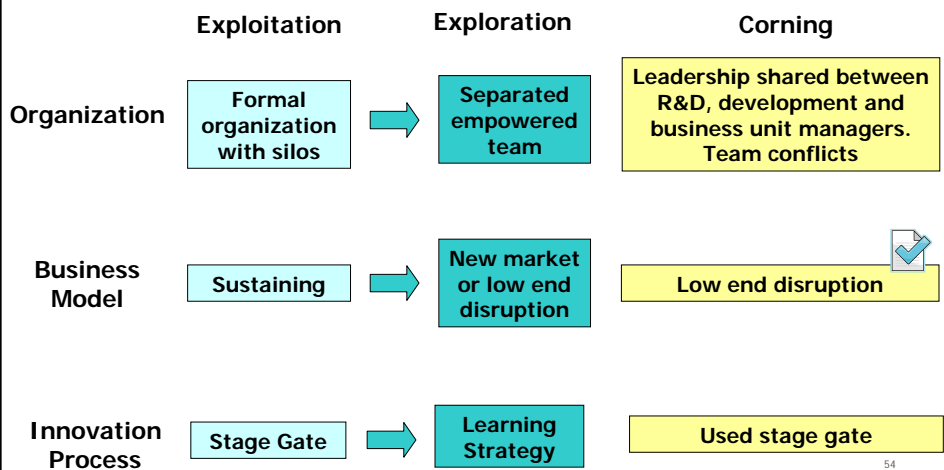 Exploitation
Exploration
Corning
Organization
Formal
organization
with silos
Separated
empowered
team
Leadership shared between
R&D, development and
business unit managers.
Team conflicts
Business
Model
Sustaining
New market
or low end
disruption
Low end disruption
Innovation
Process
Stage Gate
Learning
Strategy
Used stage gate
54